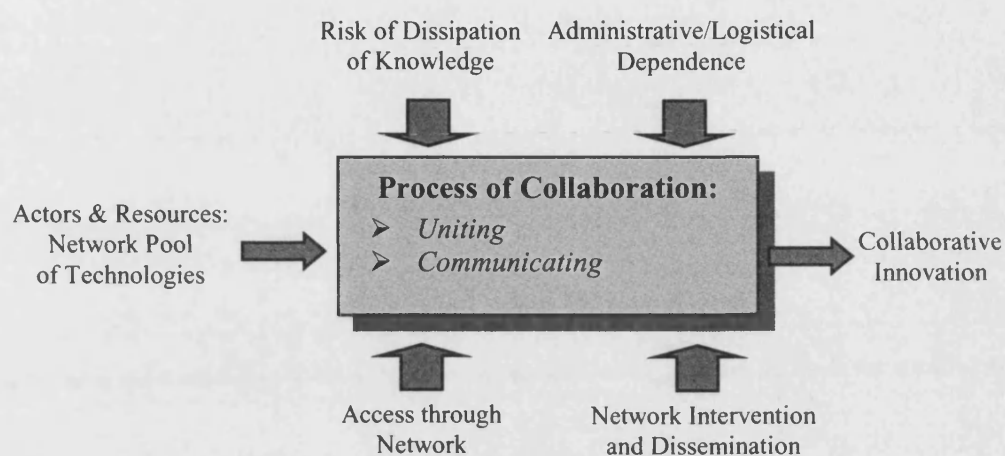 Risk of Dissipation
of Knowledge
Administrative/Logistical
Dependence
Actors & Resources:
Network Pool
of Technologies
Process of Collaboration:
➢ Uniting
➢ Communicating
Collaborative
Innovation
Access through
Network
Network Intervention
and Dissemination